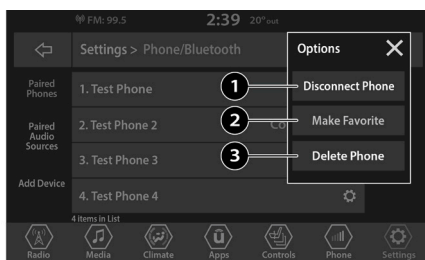 FM: 99.5 2:39 20° out
Settings > Phone/Bluetooth
Options X
Paired
Phones
1. Test Phone
1 Disconnect Phone
Paired
Audio
Sources
2. Test Phone 2 Co
2 Make Favorite
3. Test Phone 3
3 Delete Phone
Add Device
4. Test Phone 4
4 items in List
Radio Media Climate Apps Controls Phone Settings